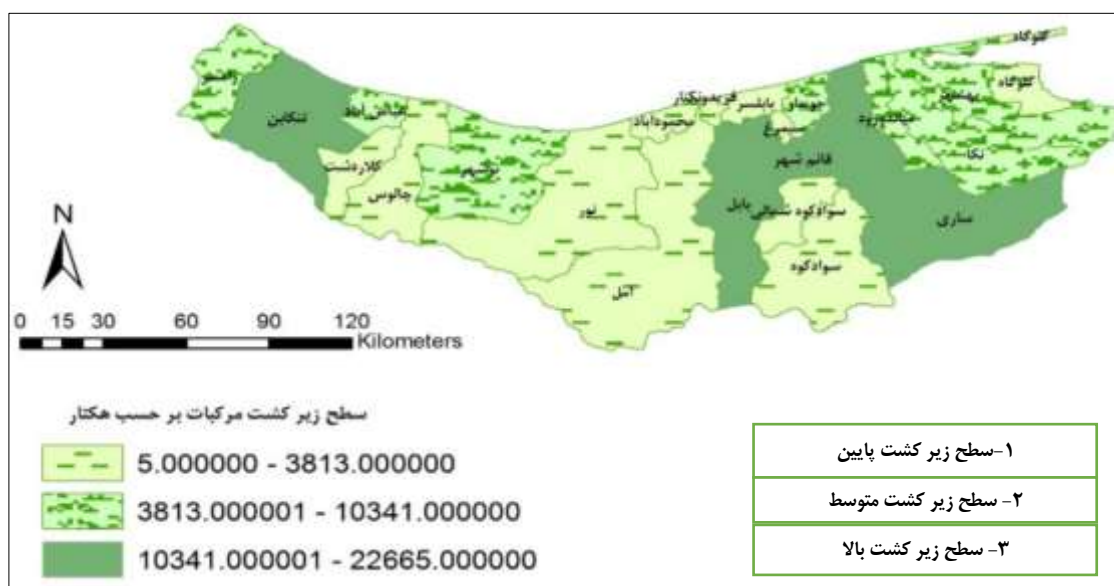 گلوگاه
رامسر
گلوگاه
بهشهر
تنکابن
عباس آباد
فریدونکنار
بابلسر
جویبار
میاندورود
محمودآباد
سیمرغ
نکا
کلاردشت
نوشهر
قائم شهر
چالوس
نور
بابل
سوادکوه شمالی
ساری
سوادکوه
آمل
N
0 15 30 60 90 120
Kilometers
سطح زیر کشت مرکبات بر حسب هکتار
5.000000 - 3813.000000
3813.000001 - 10341.000000
10341.000001 - 22665.000000
۱-سطح زیر کشت پایین
۲- سطح زیر کشت متوسط
۳- سطح زیر کشت بالا